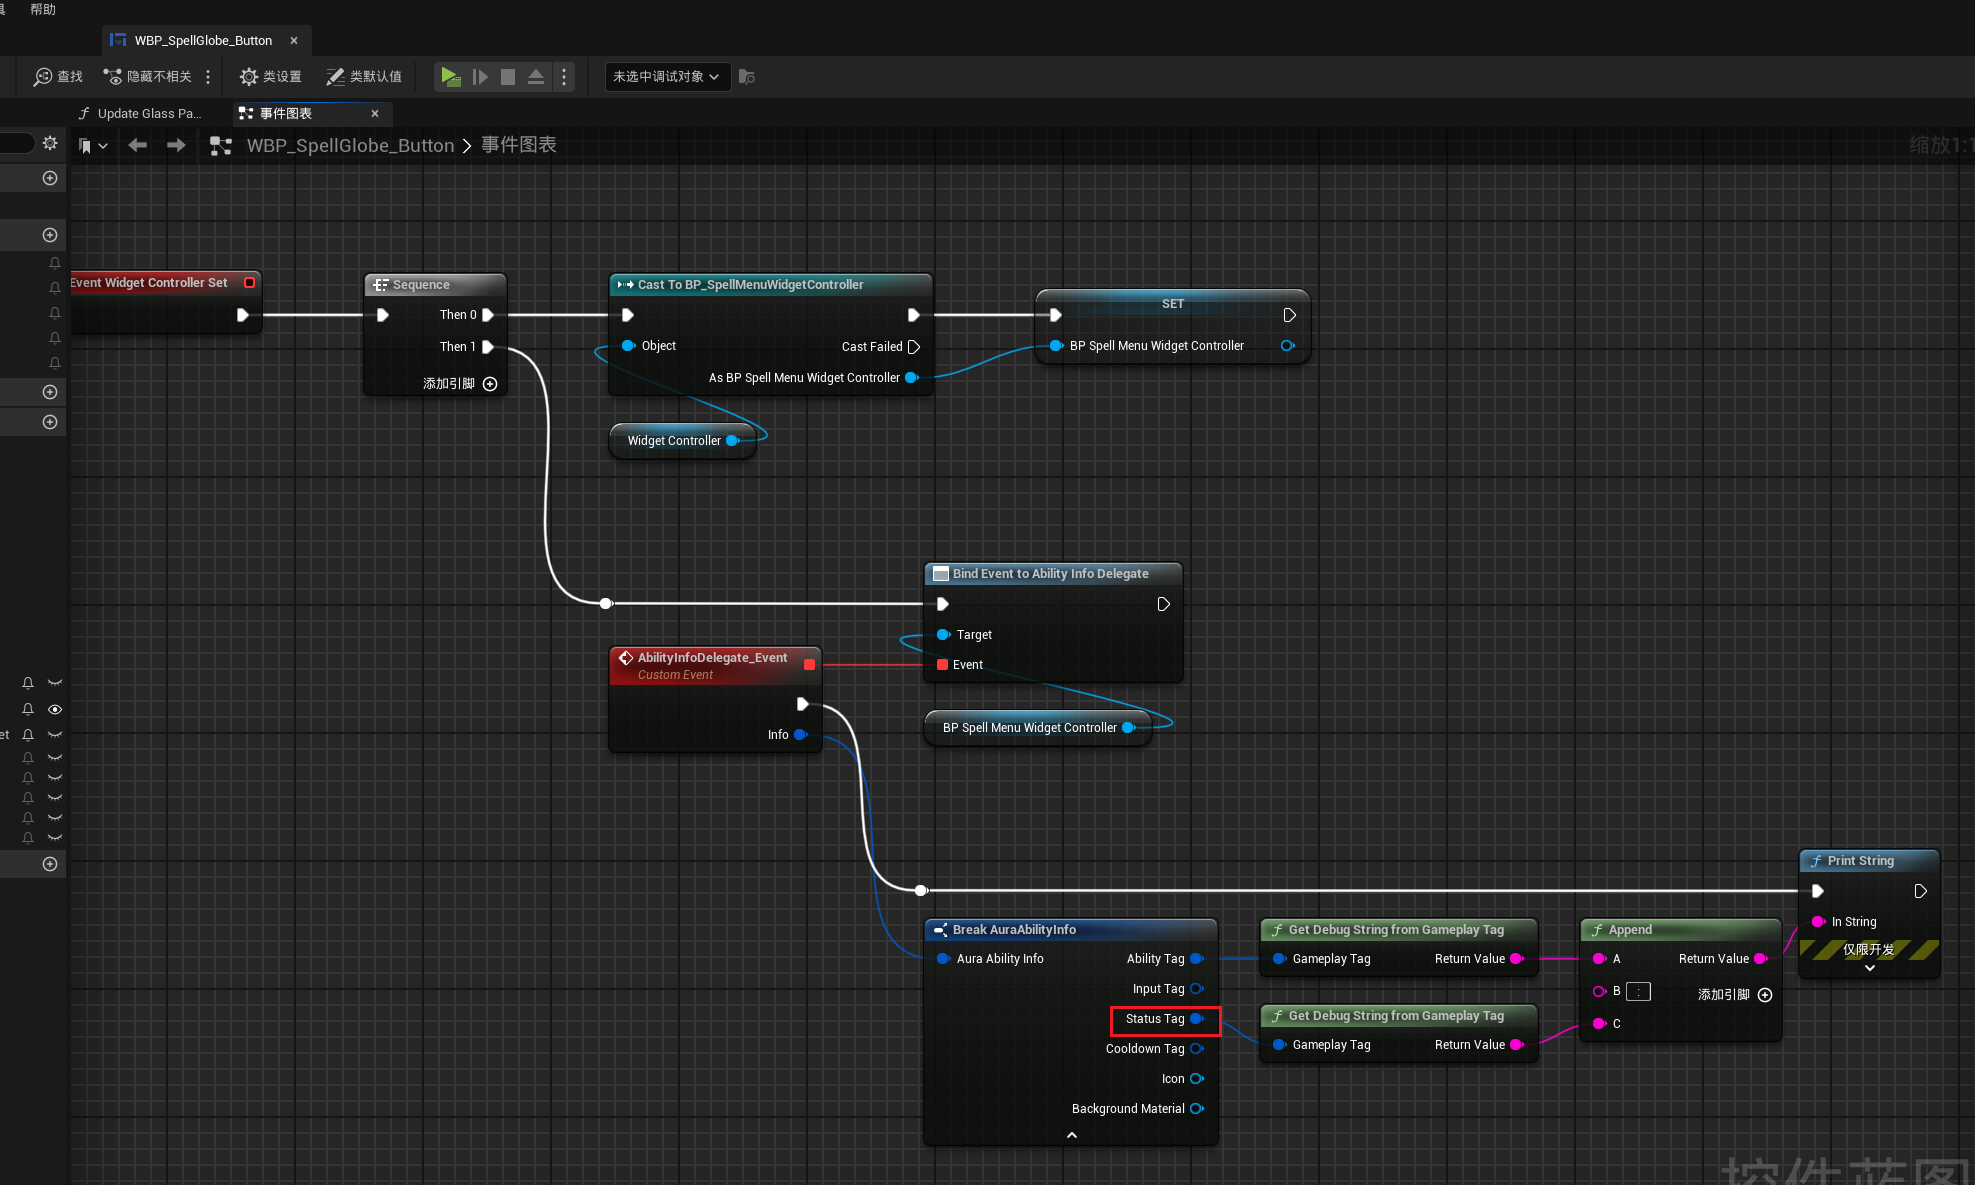 帮助
WBP_SpellGlobe_Button
查找
隐藏不相关
类设置
类默认值
未选中调试对象
Update Glass Pa...
事件图表
WBP_SpellGlobe_Button > 事件图表
缩放1:1
Event Widget Controller Set
Sequence
Then 0
Then 1
添加引脚
Cast To BP_SpellMenuWidgetController
Object
Cast Failed
As BP Spell Menu Widget Controller
Widget Controller
SET
BP Spell Menu Widget Controller
Bind Event to Ability Info Delegate
Target
Event
AbilityInfoDelegate_Event
Custom Event
Info
BP Spell Menu Widget Controller
et
Print String
In String
仅限开发
Break AuraAbilityInfo
Aura Ability Info
Ability Tag
Input Tag
Status Tag
Cooldown Tag
Icon
Background Material
Get Debug String from Gameplay Tag
Gameplay Tag
Return Value
Get Debug String from Gameplay Tag
Gameplay Tag
Return Value
Append
A
Return Value
B :
添加引脚
C
控件蓝图